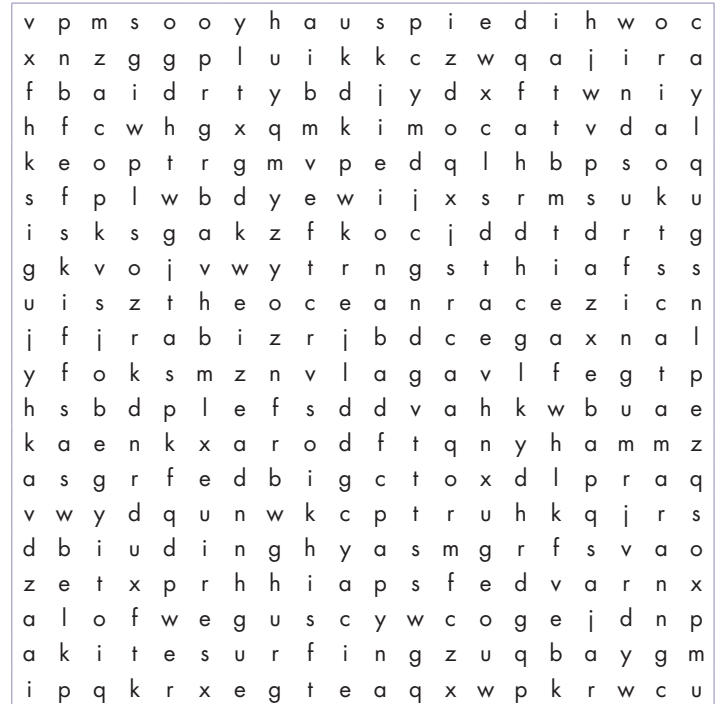 v p m s o o y h a u s p i e d i h w o c
x n z g g p l u i k k c z w q a j i r a
f b a i d r t y b d j y d x f t w n i y
h f c w h g x q m k i m o c a t v d a l
k e o p t r g m v p e d q l h b p s o q
s f p l w b d y e w i j x s r m s u k u
i s k s g a k z f k o c j d d t d r t g
g k v o j v w y t r n g s t h i a f s s
u i s z t h e o c e a n r a c e z i c n
j f j r a b i z r j b d c e g a x n a l
y f o k s m z n v l a g a v l f e g t p
h s b d p l e f s d d v a h k w b u a e
k a e n k x a r o d f t q n y h a m m z
a s g r f e d b i g c t o x d l p r a q
v w y d q u n w k c p t r u h k q j r s
d b i u d i n g h y a s m g r f s v a o
z e t x p r h h i a p s f e d v a r n x
a l o f w e g u s c y w c o g e j d n p
a k i t e s u r f i n g z u q b a y g m
i p q k r x e g t e a q x w p k r w c u